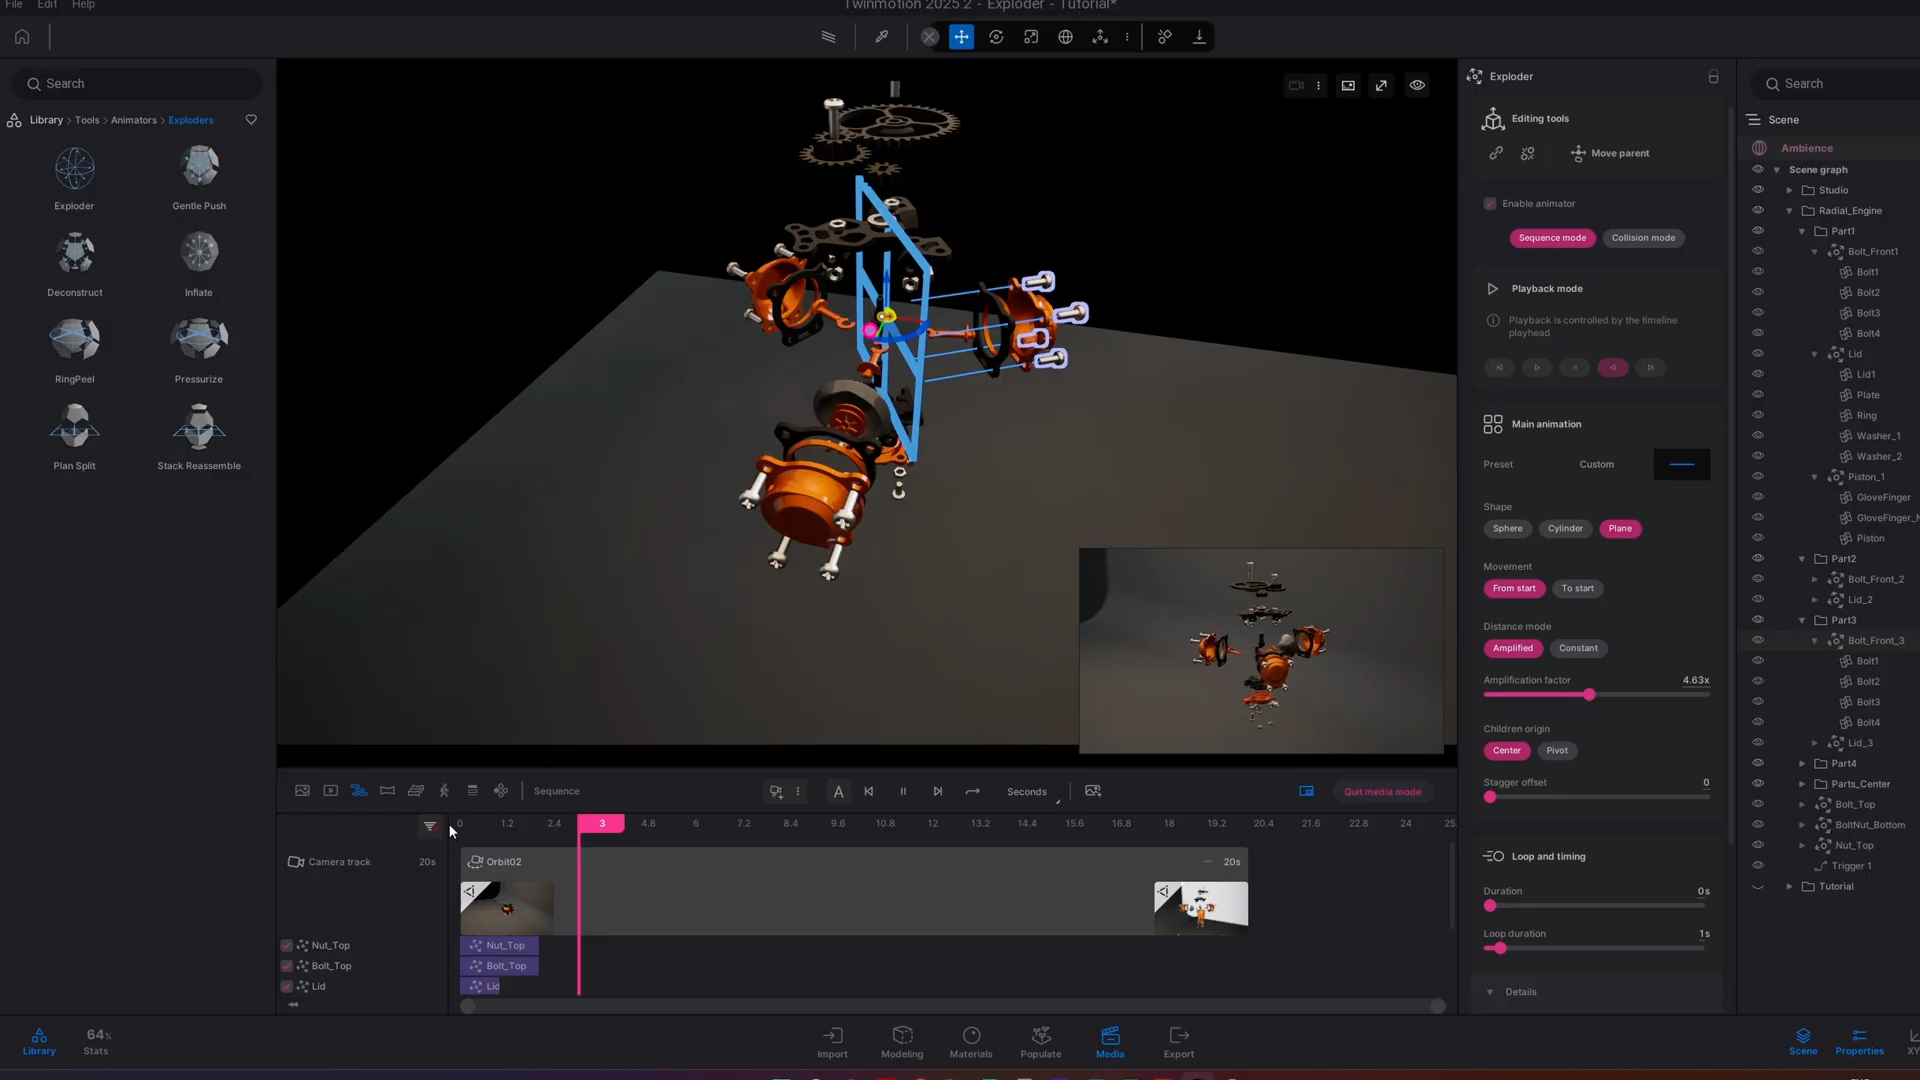 File Edit Help
Twinmotion 2025.2 - Exploder - Tutorial*
Search
Library > Tools > Animators > Exploders
Exploder
Gentle Push
Deconstruct
Inflate
RingPeel
Pressurize
Plan Split
Stack Reassemble
Exploder
Editing tools
Move parent
Enable animator
Sequence mode
Collision mode
Playback mode
Playback is controlled by the timeline
playhead
Main animation
Preset
Custom
Shape
Sphere
Cylinder
Plane
Movement
From start
To start
Distance mode
Amplified
Constant
Amplification factor
4.63x
Children origin
Center
Pivot
Stagger offset
0
Loop and timing
Duration
0s
Loop duration
1s
Details
Search
Scene
Ambience
Scene graph
Studio
Radial_Engine
Part1
Bolt_Front1
Bolt1
Bolt2
Bolt3
Bolt4
Lid
Lid1
Plate
Ring
Washer_1
Washer_2
Piston_1
GloveFinger
GloveFinger_
Piston
Part2
Bolt_Front_2
Lid_2
Part3
Bolt_Front_3
Bolt1
Bolt2
Bolt3
Bolt4
Lid_3
Part4
Parts_Center
Bolt_Top
BoltNut_Bottom
Nut_Top
Trigger 1
Tutorial
Sequence
A
Seconds
Quit media mode
0 1.2 2.4 3 4.8 6 7.2 8.4 9.6 10.8 12 13.2 14.4 15.6 16.8 18 19.2 20.4 21.6 22.8 24 25.
Camera track
20s
Orbit02
20s
Nut_Top
Nut_Top
Bolt_Top
Bolt_Top
Lid
Lid
Library
64%
Stats
Import
Modeling
Materials
Populate
Media
Export
Scene
Properties
XY